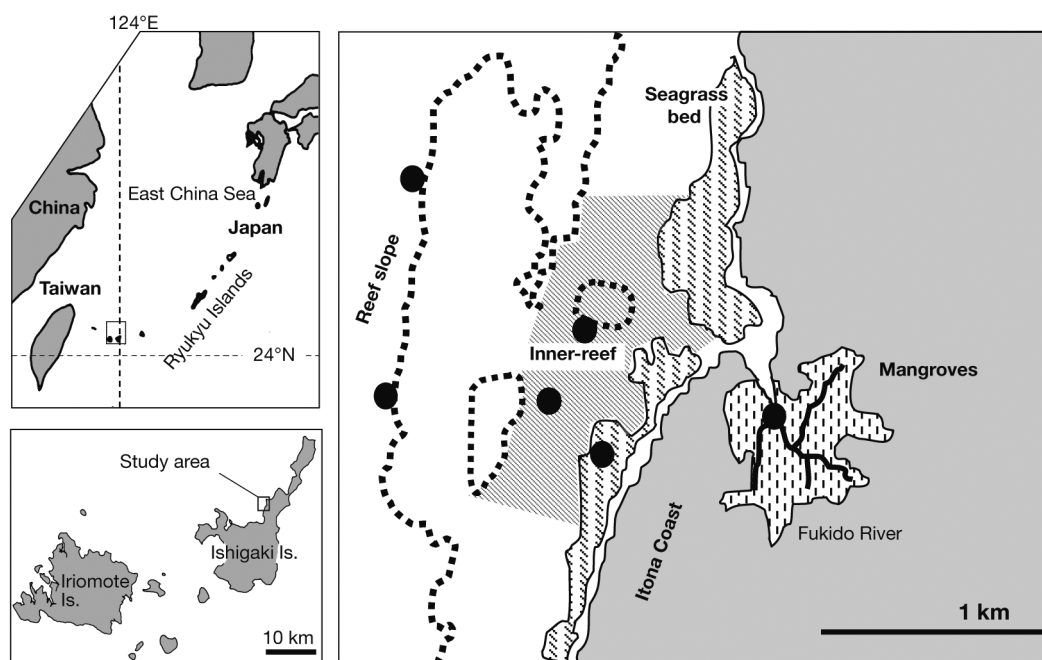 124°E
East China Sea
China
Japan
Taiwan
Ryukyu Islands
24°N
Study area
Ishigaki Is.
Iriomote
Is.
10 km
Seagrass
bed
Reef slope
Inner-reef
Mangroves
Itona Coast
Fukido River
1 km